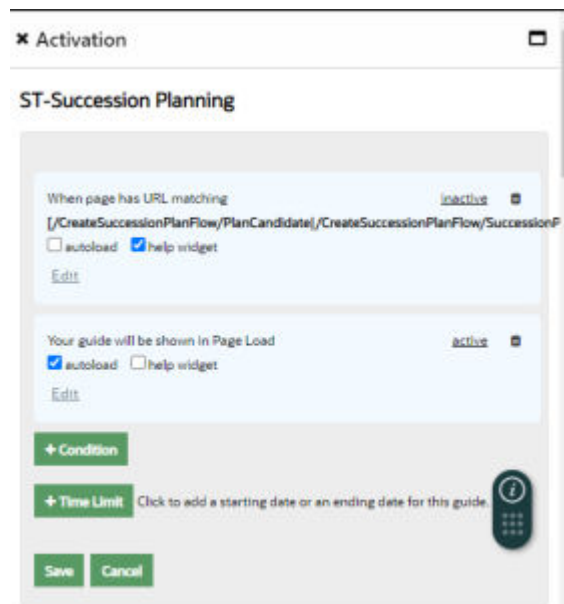 ✖ Activation
ST-Succession Planning
When page has URL matching inactive
[/CreateSuccessionPlanFlow/PlanCandidate|/CreateSuccessionPlanFlow/SuccessionP
autoload help widget
Edit
Your guide will be shown in Page Load active
autoload help widget
Edit
+ Condition
+ Time Limit Click to add a starting date or an ending date for this guide.
Save Cancel